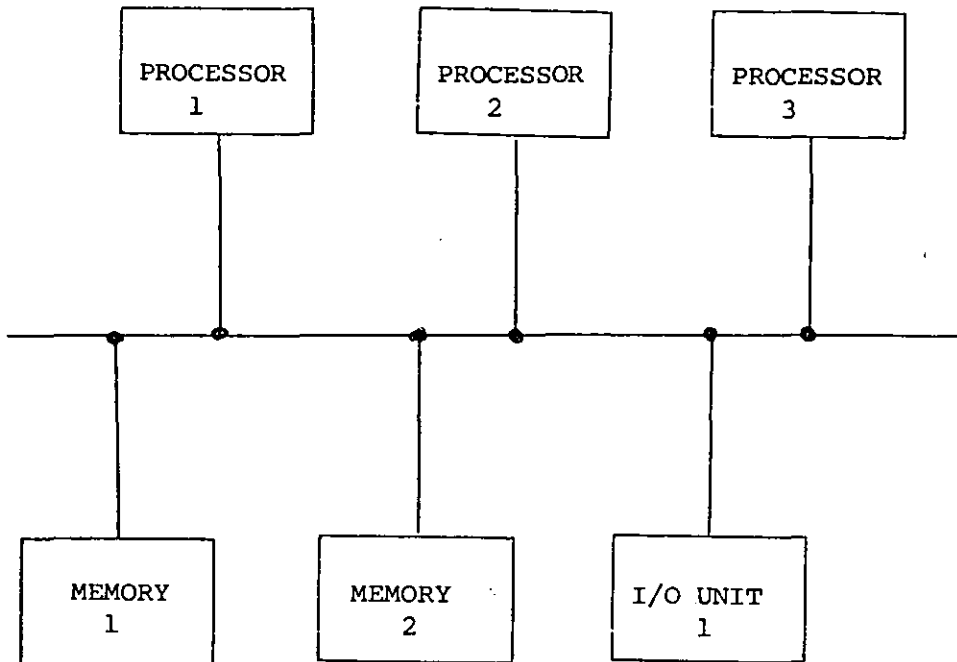 PROCESSOR
1
PROCESSOR
2
PROCESSOR
3
MEMORY
1
MEMORY
2
I/O UNIT
1